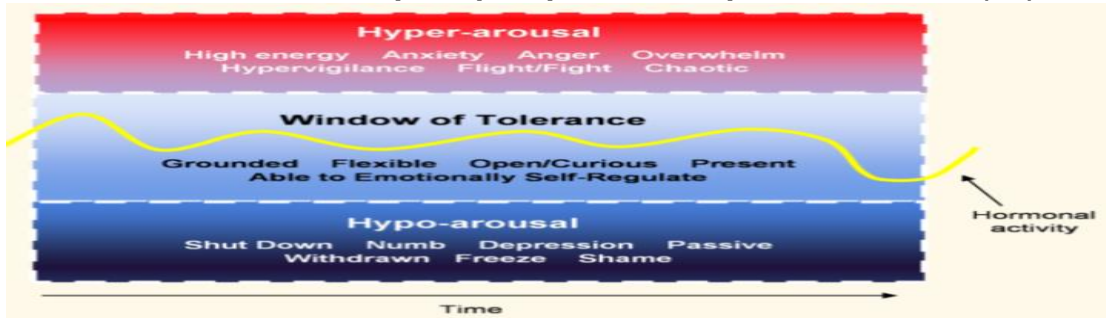 Hyper-arousal
High energy Anxiety Anger Overwhelm
Hypervigilance Flight/Fight Chaotic
Window of Tolerance
Grounded Flexible Open/Curious Present
Able to Emotionally Self-Regulate
Hypo-arousal
Shut Down Numb Depression Passive
Withdrawn Freeze Shame
Hormonal
activity
Time